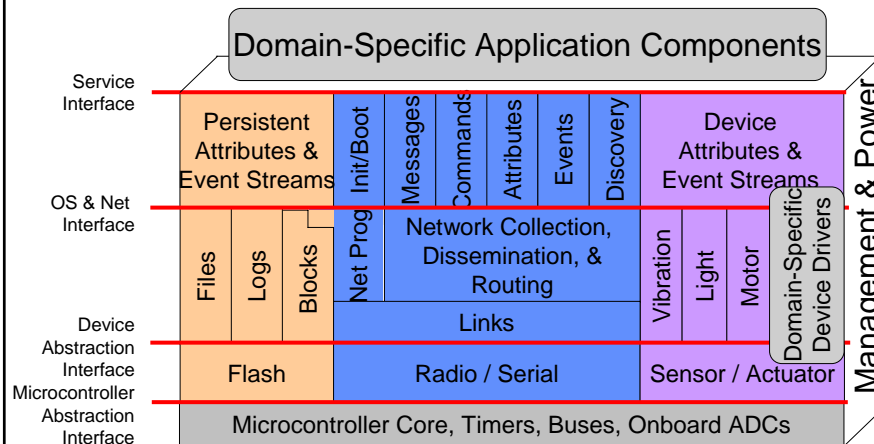 Domain-Specific Application Components
Service
Interface
Persistent
Attributes &
Event Streams
Init/Boot
Messages
Commands
Attributes
Events
Discovery
Device
Attributes &
Event Streams
Management & Power
OS & Net
Interface
Files
Logs
Blocks
Net Prog
Network Collection,
Dissemination, &
Routing
Links
Vibration
Light
Motor
Domain-Specific
Device Drivers
Device
Abstraction
Interface
Flash
Radio / Serial
Sensor / Actuator
Microcontroller
Abstraction
Interface
Microcontroller Core, Timers, Buses, Onboard ADCs